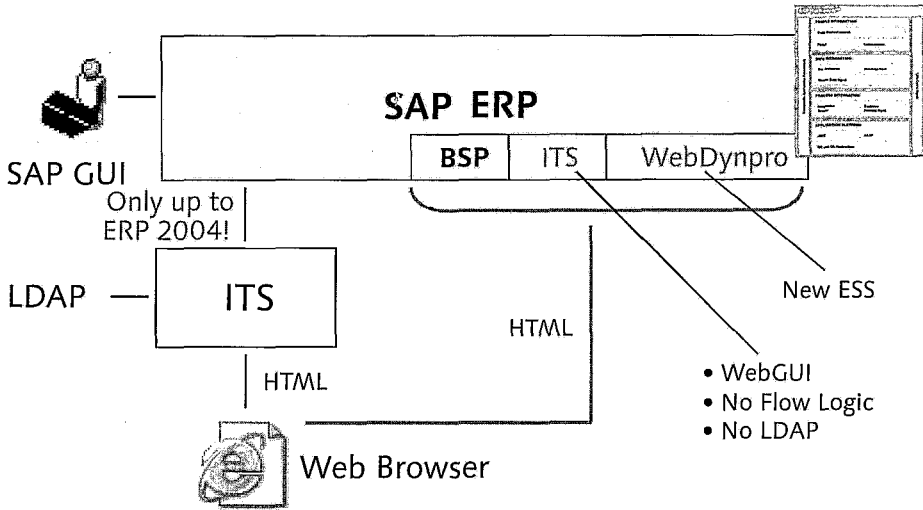 SAP ERP
BSP
ITS
WebDynpro
SAP GUI
Only up to
ERP 2004!
LDAP
ITS
New ESS
HTML
HTML
• WebGUI
• No Flow Logic
• No LDAP
Web Browser